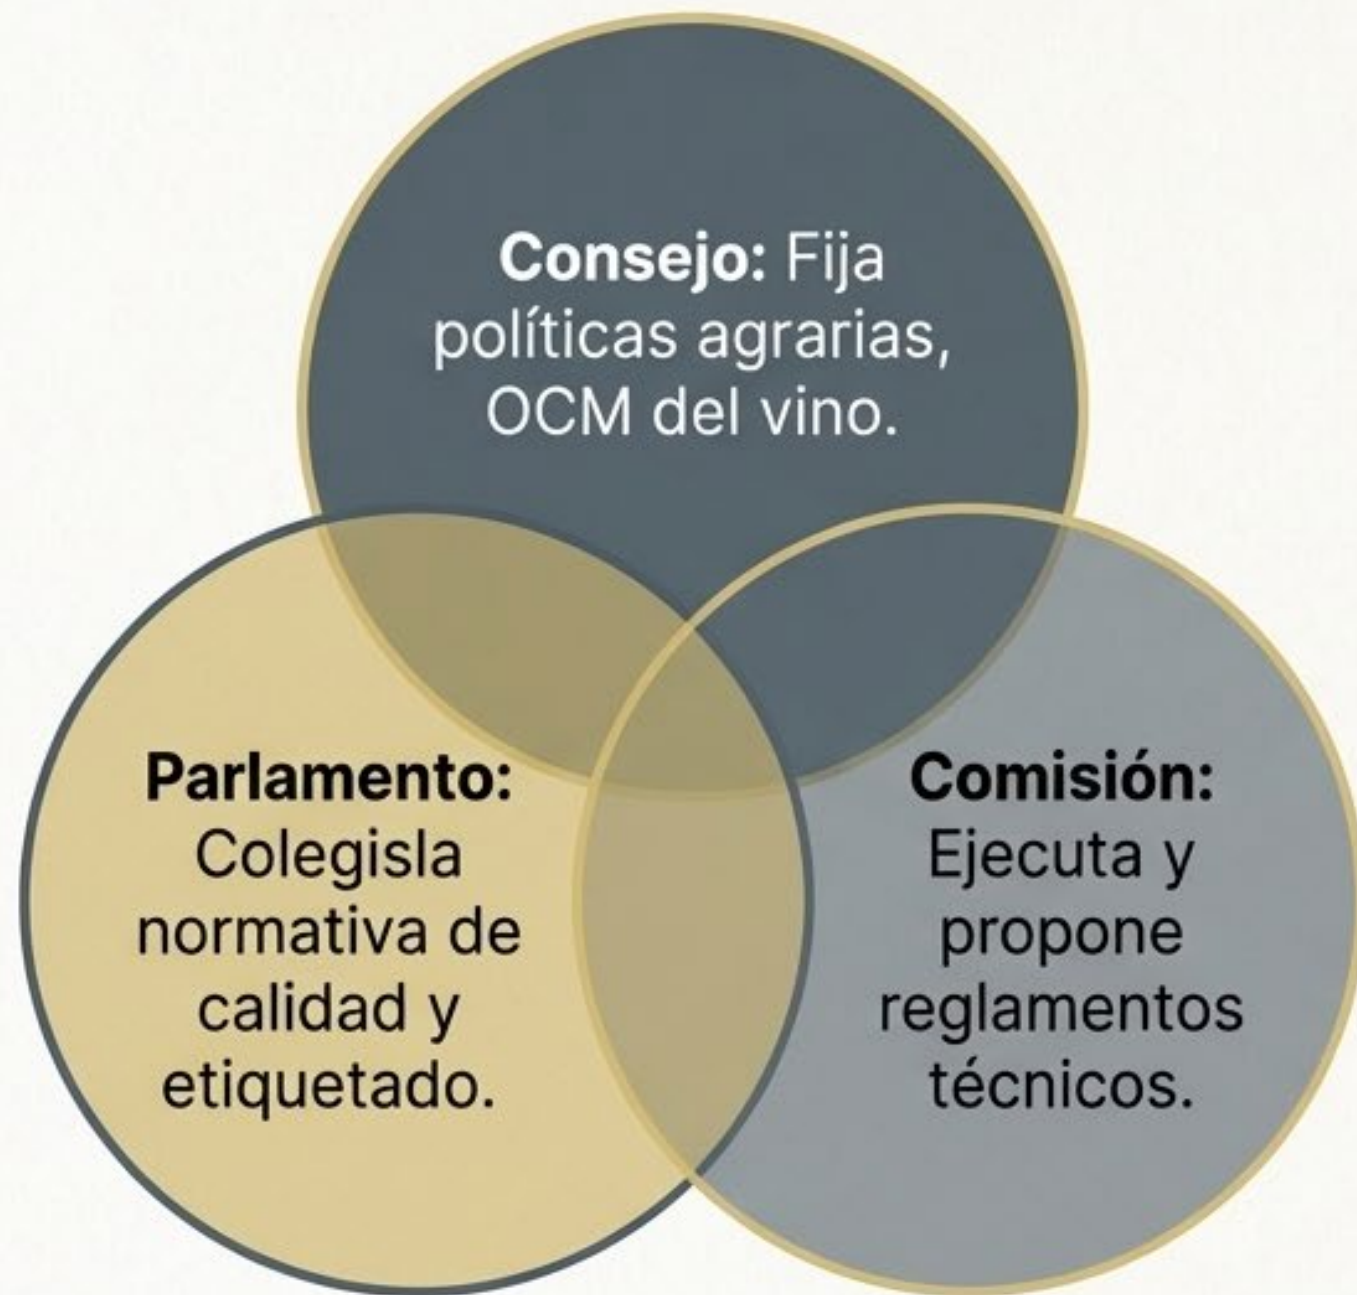 Consejo: Fija
políticas agrarias,
OCM del vino.
Parlamento:
Colegisla
normativa de
calidad y
etiquetado.
Comisión:
Ejecuta y
propone
reglamentos
técnicos.